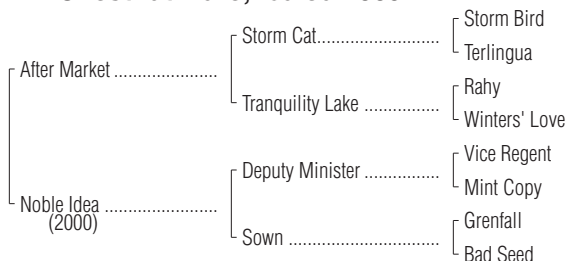 Storm Bird
Storm Cat
Terlingua
After Market
Rahy
Tranquility Lake
Winters' Love
Vice Regent
Deputy Minister
Mint Copy
Noble Idea
(2000)
Grenfall
Sown
Bad Seed